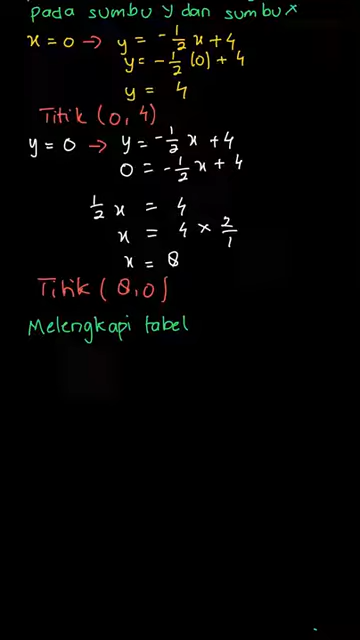 pada sumbu y dan sumbu x
x = 0 → y = -1/2 x + 4
y = -1/2 (0) + 4
y = 4
Titik (0, 4)
y = 0 → y = -1/2 x + 4
0 = -1/2 x + 4
1/2 x = 4
x = 4 × 2/1
x = 8
Titik (8, 0)
Melengkapi tabel